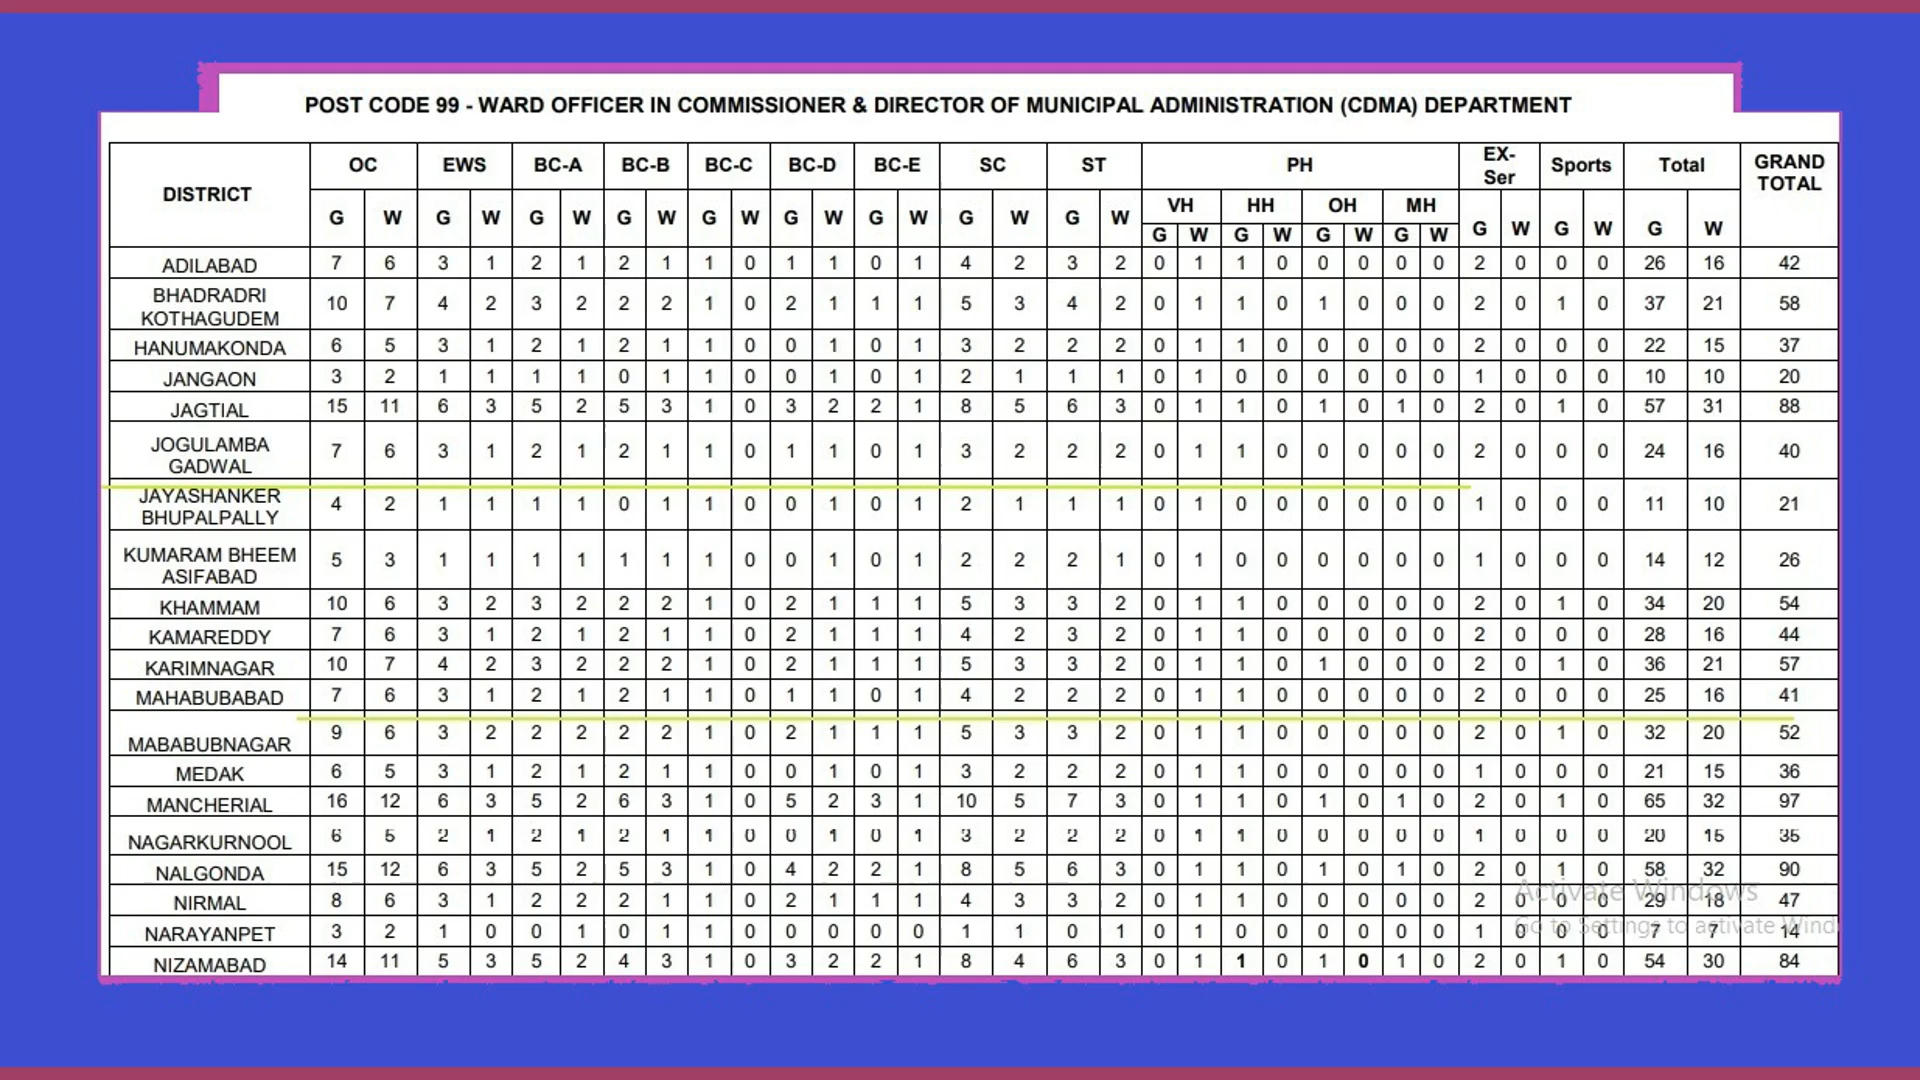 POST CODE 99 - WARD OFFICER IN COMMISSIONER & DIRECTOR OF MUNICIPAL ADMINISTRATION (CDMA) DEPARTMENT
DISTRICT OC EWS BC-A BC-B BC-C BC-D BC-E SC ST PH EX-Ser Sports Total GRAND TOTAL
VH HH OH MH
G W G W G W G W G W G W G W G W G W G W G W G W G W G W G W G W
ADILABAD 7 6 3 1 2 1 2 1 1 0 1 1 0 1 4 2 3 2 0 1 1 0 0 0 0 0 2 0 0 0 26 16 42
BHADRADRI KOTHAGUDEM 10 7 4 2 3 2 2 2 1 0 2 1 1 1 5 3 4 2 0 1 1 0 1 0 0 0 2 0 1 0 37 21 58
HANUMAKONDA 6 5 3 1 2 1 2 1 1 0 0 1 0 1 3 2 2 2 0 1 1 0 0 0 0 0 2 0 0 0 22 15 37
JANGAON 3 2 1 1 1 1 0 1 1 0 0 1 0 1 2 1 1 1 0 1 0 0 0 0 0 0 1 0 0 0 10 10 20
JAGTIAL 15 11 6 3 5 2 5 3 1 0 3 2 2 1 8 5 6 3 0 1 1 0 1 0 1 0 2 0 1 0 57 31 88
JOGULAMBA GADWAL 7 6 3 1 2 1 2 1 1 0 1 1 0 1 3 2 2 2 0 1 1 0 0 0 0 0 2 0 0 0 24 16 40
JAYASHANKER BHUPALPALLY 4 2 1 1 1 1 0 1 1 0 0 1 0 1 2 1 1 1 0 1 0 0 0 0 0 0 1 0 0 0 11 10 21
KUMARAM BHEEM ASIFABAD 5 3 1 1 1 1 1 1 1 0 0 1 0 1 2 2 2 1 0 1 0 0 0 0 0 0 1 0 0 0 14 12 26
KHAMMAM 10 6 3 2 3 2 2 2 1 0 2 1 1 1 5 3 3 2 0 1 1 0 0 0 0 0 2 0 1 0 34 20 54
KAMAREDDY 7 6 3 1 2 1 2 1 1 0 2 1 1 1 4 2 3 2 0 1 1 0 0 0 0 0 2 0 0 0 28 16 44
KARIMNAGAR 10 7 4 2 3 2 2 2 1 0 2 1 1 1 5 3 3 2 0 1 1 0 1 0 0 0 2 0 1 0 36 21 57
MAHABUBABAD 7 6 3 1 2 1 2 1 1 0 1 1 0 1 4 2 2 2 0 1 1 0 0 0 0 0 2 0 0 0 25 16 41
MABABUBNAGAR 9 6 3 2 2 2 2 2 1 0 2 1 1 1 5 3 3 2 0 1 1 0 0 0 0 0 2 0 1 0 32 20 52
MEDAK 6 5 3 1 2 1 2 1 1 0 0 1 0 1 3 2 2 2 0 1 1 0 0 0 0 0 1 0 0 0 21 15 36
MANCHERIAL 16 12 6 3 5 2 6 3 1 0 5 2 3 1 10 5 7 3 0 1 1 0 1 0 1 0 2 0 1 0 65 32 97
NAGARKURNOOL 6 5 2 1 2 1 2 1 1 0 0 1 0 1 3 2 2 2 0 1 1 0 0 0 0 0 1 0 0 0 20 15 35
NALGONDA 15 12 6 3 5 2 5 3 1 0 4 2 2 1 8 5 6 3 0 1 1 0 1 0 1 0 2 0 1 0 58 32 90
NIRMAL 8 6 3 1 2 2 2 1 1 0 2 1 1 1 4 3 3 2 0 1 1 0 0 0 0 0 2 0 0 0 29 18 47
NARAYANPET 3 2 1 0 0 1 0 1 1 0 0 0 0 0 1 1 0 1 0 1 0 0 0 0 0 0 1 0 0 0 7 7 14
NIZAMABAD 14 11 5 3 5 2 4 3 1 0 3 2 2 1 8 4 6 3 0 1 1 0 1 0 1 0 2 0 1 0 54 30 84
Activate Windows
Go to Settings to activate Wind